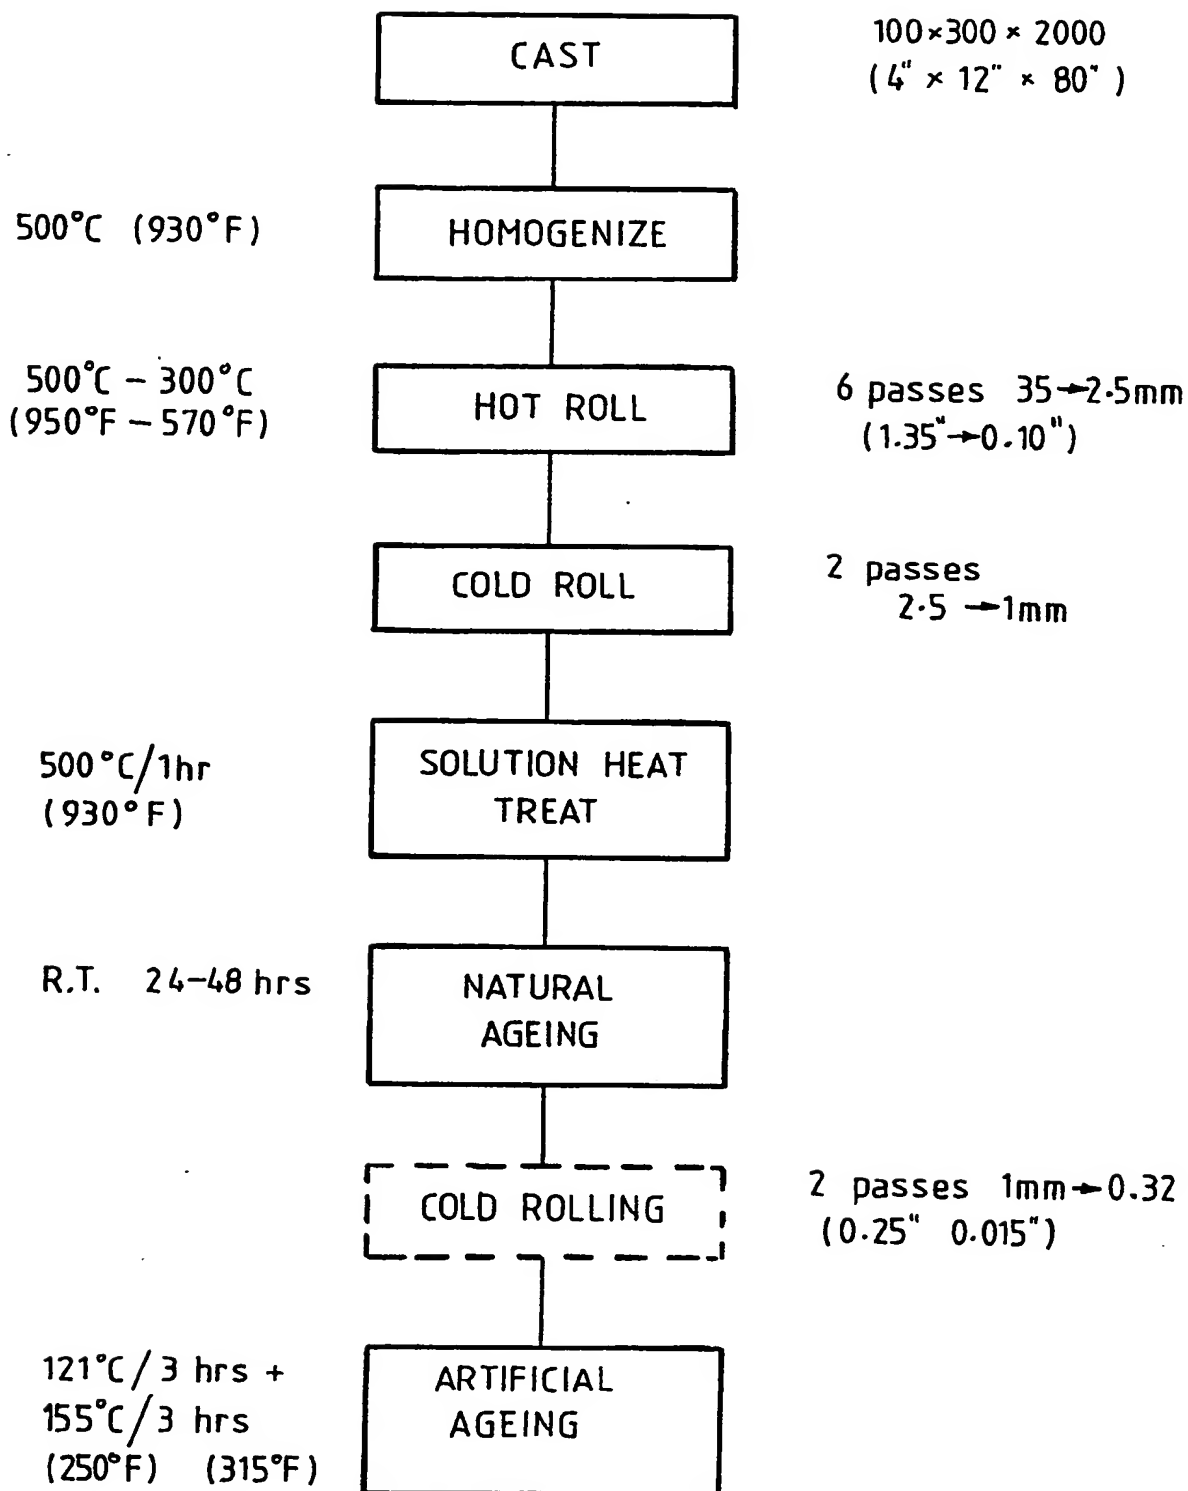 CAST
100×300 × 2000
(4" × 12" × 80")
500°C (930°F)
HOMOGENIZE
500°C – 300°C
(950°F – 570°F)
HOT ROLL
6 passes 35→2·5mm
(1.35"→0.10")
COLD ROLL
2 passes
2·5 →1mm
500°C/1hr
(930°F)
SOLUTION HEAT
TREAT
R.T. 24–48 hrs
NATURAL
AGEING
COLD ROLLING
2 passes 1mm→0.32
(0.25" 0.015")
121°C/3 hrs +
155°C/3 hrs
(250°F) (315°F)
ARTIFICIAL
AGEING